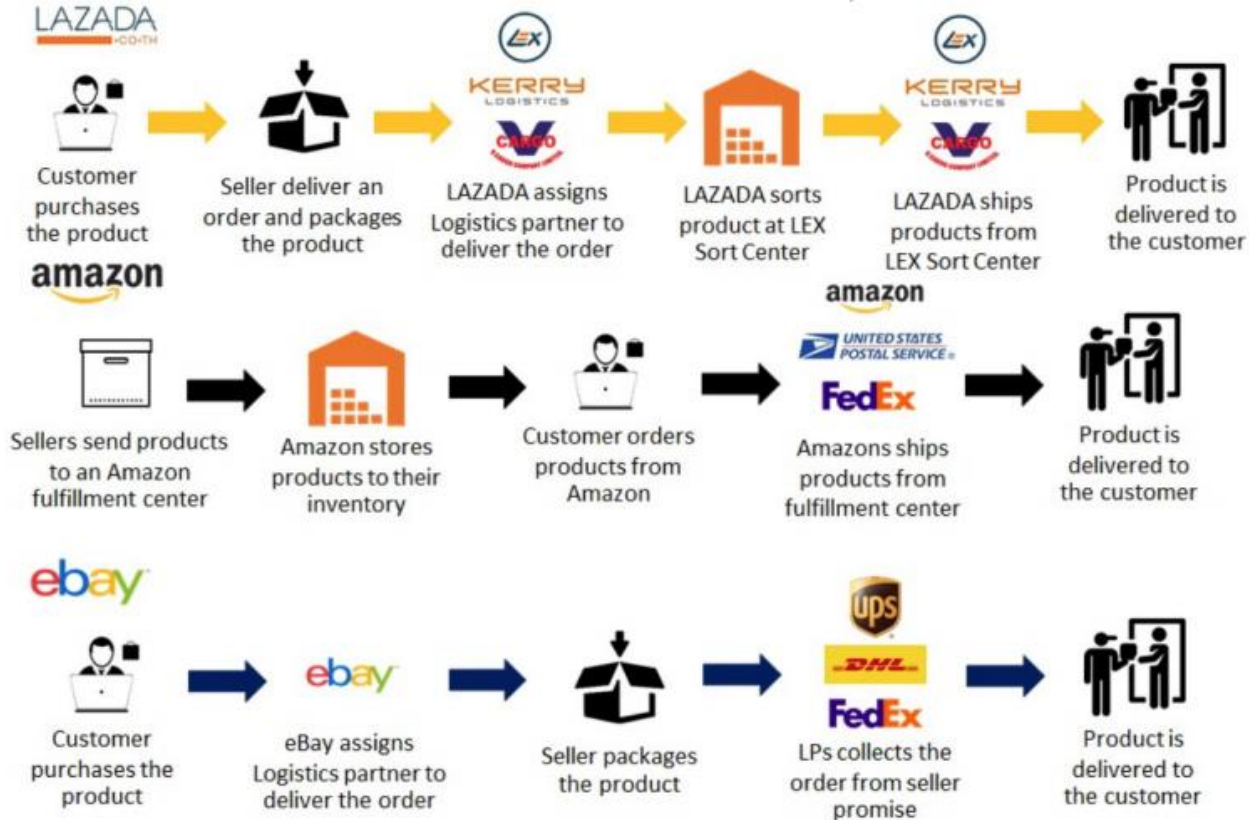 LAZADA
.CO.TH
LEX
KERRY
LOGISTICS
V
CARGO
LEX
KERRY
LOGISTICS
V
CARGO
Customer
purchases
the product
Seller deliver an
order and packages
the product
LAZADA assigns
Logistics partner to
deliver the order
LAZADA sorts
product at LEX
Sort Center
LAZADA ships
products from
LEX Sort Center
Product is
delivered to
the customer
amazon
amazon
UNITED STATES
POSTAL SERVICE
FedEx
Sellers send products
to an Amazon
fulfillment center
Amazon stores
products to their
inventory
Customer orders
products from
Amazon
Amazons ships
products from
fulfillment center
Product is
delivered to
the customer
ebay
ebay
ups
DHL
FedEx
Customer
purchases the
product
eBay assigns
Logistics partner to
deliver the order
Seller packages
the product
LPs collects the
order from seller
promise
Product is
delivered to
the customer